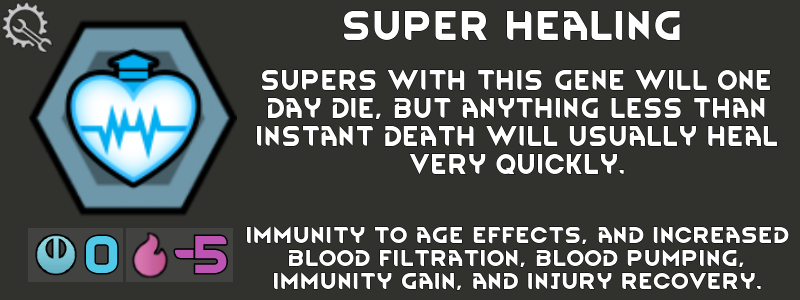 SUPER HEALING
SUPERS WITH THIS GENE WILL ONE
DAY DIE, BUT ANYTHING LESS THAN
INSTANT DEATH WILL USUALLY HEAL
VERY QUICKLY.
0 -5
IMMUNITY TO AGE EFFECTS, AND INCREASED
BLOOD FILTRATION, BLOOD PUMPING,
IMMUNITY GAIN, AND INJURY RECOVERY.